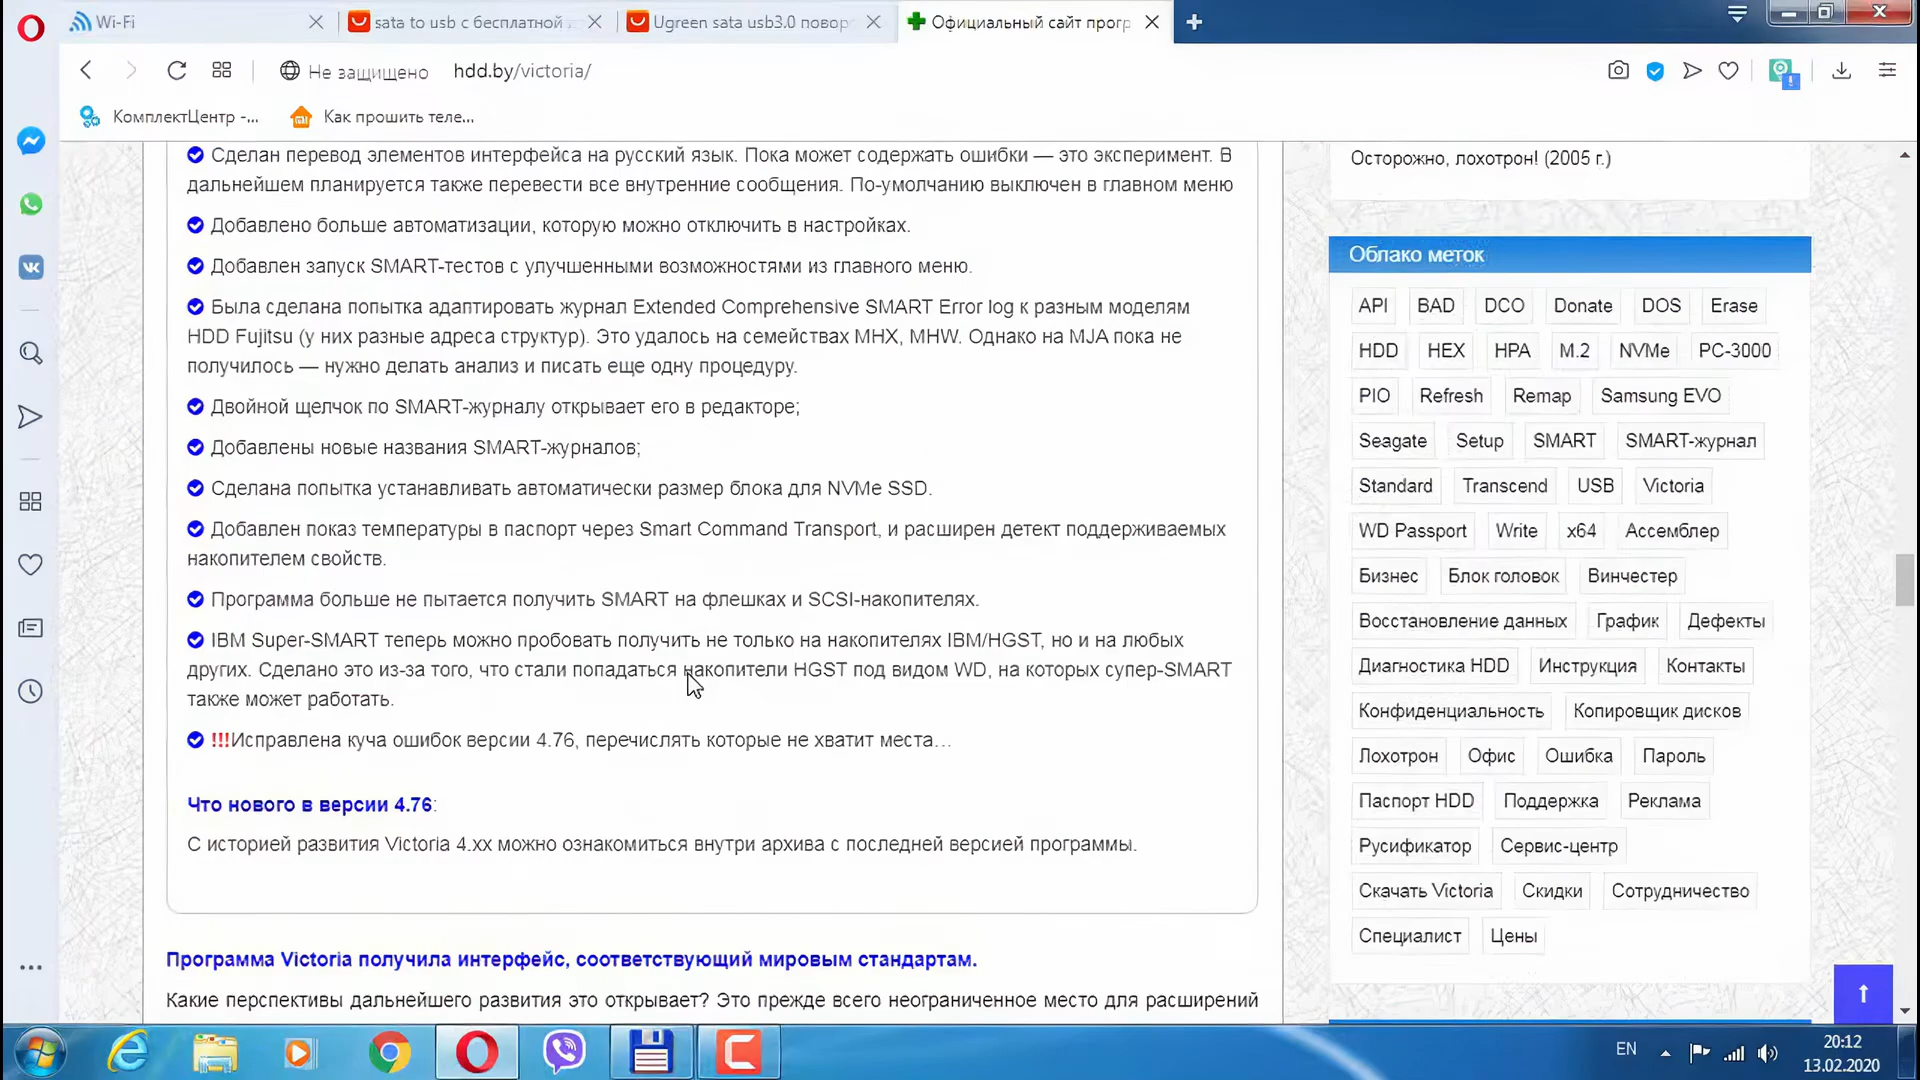 Wi-Fi
sata to usb с бесплатной д
Ugreen sata usb3.0 повор
Официальный сайт прогр
Не защищено
hdd.by/victoria/
КомплектЦентр -...
Как прошить теле...
Сделан перевод элементов интерфейса на русский язык. Пока может содержать ошибки — это эксперимент. В
дальнейшем планируется также перевести все внутренние сообщения. По-умолчанию выключен в главном меню
Добавлено больше автоматизации, которую можно отключить в настройках.
Добавлен запуск SMART-тестов с улучшенными возможностями из главного меню.
Была сделана попытка адаптировать журнал Extended Comprehensive SMART Error log к разным моделям
HDD Fujitsu (у них разные адреса структур). Это удалось на семействах MHX, MHW. Однако на MJA пока не
получилось — нужно делать анализ и писать еще одну процедуру.
Двойной щелчок по SMART-журналу открывает его в редакторе;
Добавлены новые названия SMART-журналов;
Сделана попытка устанавливать автоматически размер блока для NVMe SSD.
Добавлен показ температуры в паспорт через Smart Command Transport, и расширен детект поддерживаемых
накопителем свойств.
Программа больше не пытается получить SMART на флешках и SCSI-накопителях.
IBM Super-SMART теперь можно пробовать получить не только на накопителях IBM/HGST, но и на любых
других. Сделано это из-за того, что стали попадаться накопители HGST под видом WD, на которых супер-SMART
также может работать.
!!!Исправлена куча ошибок версии 4.76, перечислять которые не хватит места…
Что нового в версии 4.76:
С историей развития Victoria 4.xx можно ознакомиться внутри архива с последней версией программы.
Программа Victoria получила интерфейс, соответствующий мировым стандартам.
Какие перспективы дальнейшего развития это открывает? Это прежде всего неограниченное место для расширений
Осторожно, лохотрон! (2005 г.)
Облако меток
API BAD DCO Donate DOS Erase
HDD HEX HPA M.2 NVMe PC-3000
PIO Refresh Remap Samsung EVO
Seagate Setup SMART SMART-журнал
Standard Transcend USB Victoria
WD Passport Write x64 Ассемблер
Бизнес Блок головок Винчестер
Восстановление данных График Дефекты
Диагностика HDD Инструкция Контакты
Конфиденциальность Копировщик дисков
Лохотрон Офис Ошибка Пароль
Паспорт HDD Поддержка Реклама
Русификатор Сервис-центр
Скачать Victoria Скидки Сотрудничество
Специалист Цены
EN
20:12
13.02.2020